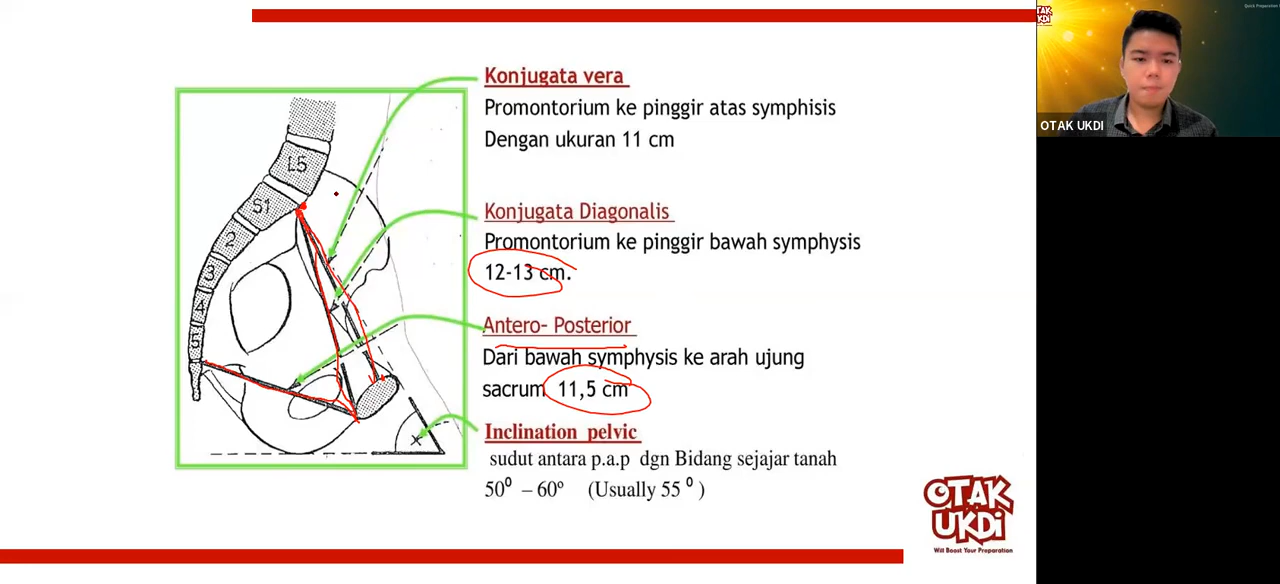 Konjugata vera
Promontorium ke pinggir atas symphisis
Dengan ukuran 11 cm
Konjugata Diagonalis
Promontorium ke pinggir bawah symphysis
12-13 cm.
Antero- Posterior
Dari bawah symphysis ke arah ujung
sacrum 11,5 cm
Inclination pelvic
sudut antara p.a.p dgn Bidang sejajar tanah
50⁰ – 60º (Usually 55 ⁰ )
L5
S1
2
3
4
5
x
OTAK
UKDI
Will Boost Your Preparation
OTAK UKDI